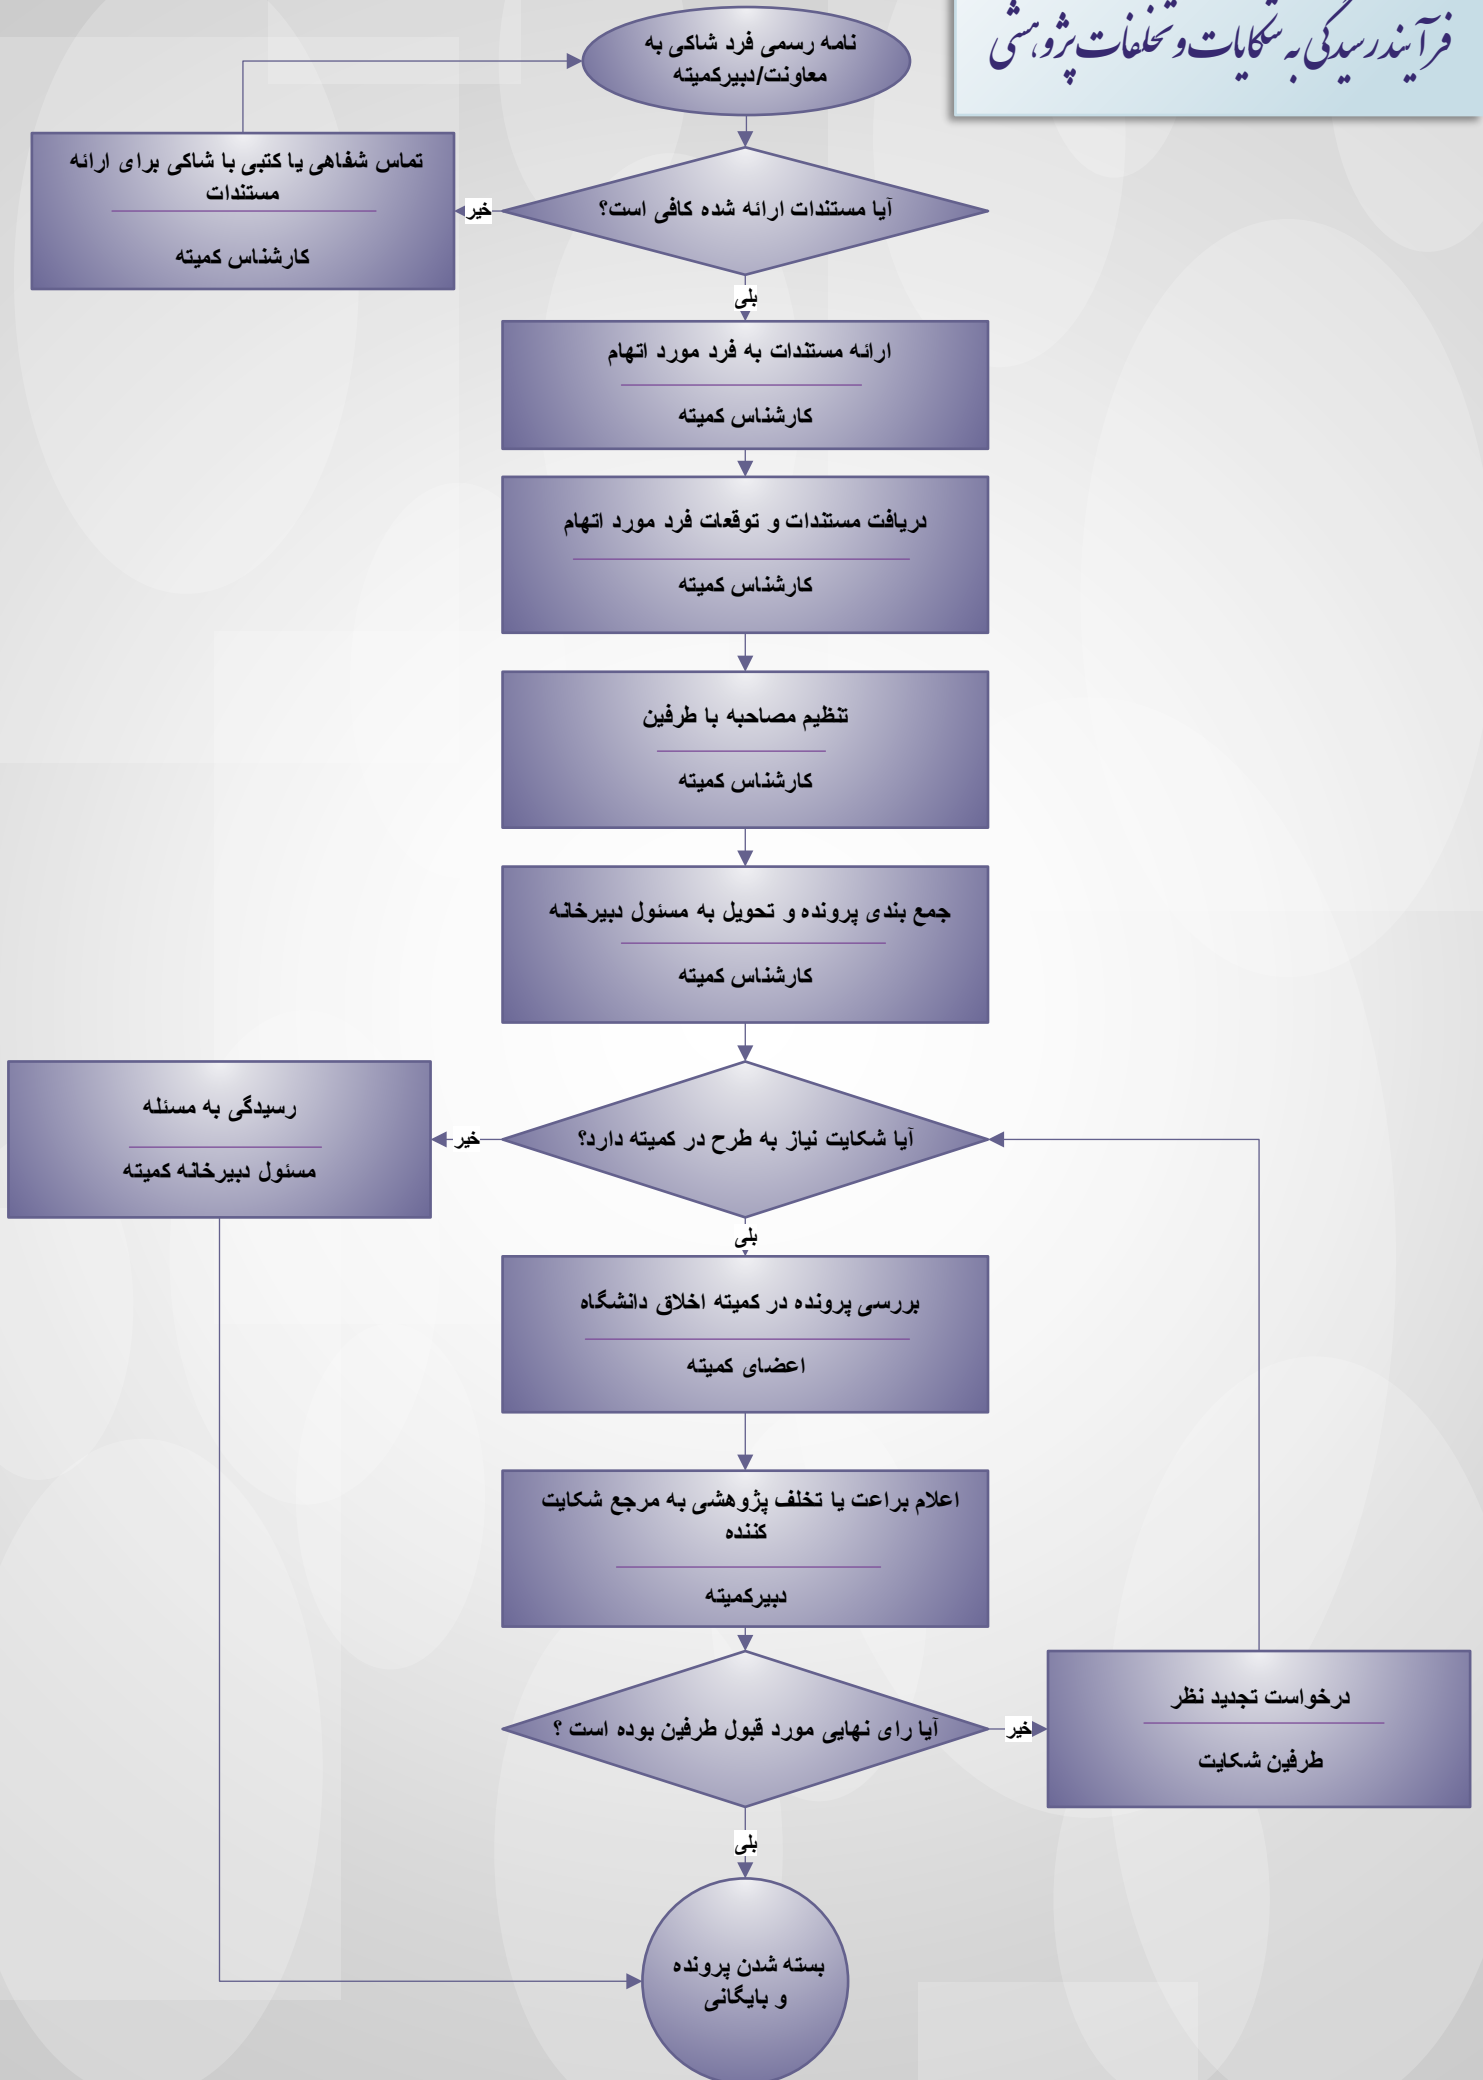 فرآیند رسیدگی به شکایات و تخلفات پژوهشی
نامه رسمی فرد شاکی به
معاونت/دبیرکمیته
آیا مستندات ارائه شده کافی است؟
خیر
تماس شفاهی یا کتبی با شاکی برای ارائه
مستندات
کارشناس کمیته
بلی
ارائه مستندات به فرد مورد اتهام
کارشناس کمیته
دریافت مستندات و توقعات فرد مورد اتهام
کارشناس کمیته
تنظیم مصاحبه با طرفین
کارشناس کمیته
جمع بندی پرونده و تحویل به مسئول دبیرخانه
کارشناس کمیته
آیا شکایت نیاز به طرح در کمیته دارد؟
خیر
رسیدگی به مسئله
مسئول دبیرخانه کمیته
بلی
بررسی پرونده در کمیته اخلاق دانشگاه
اعضای کمیته
اعلام براعت یا تخلف پژوهشی به مرجع شکایت
کننده
دبیرکمیته
آیا رای نهایی مورد قبول طرفین بوده است ؟
خیر
درخواست تجدید نظر
طرفین شکایت
بلی
بسته شدن پرونده
و بایگانی